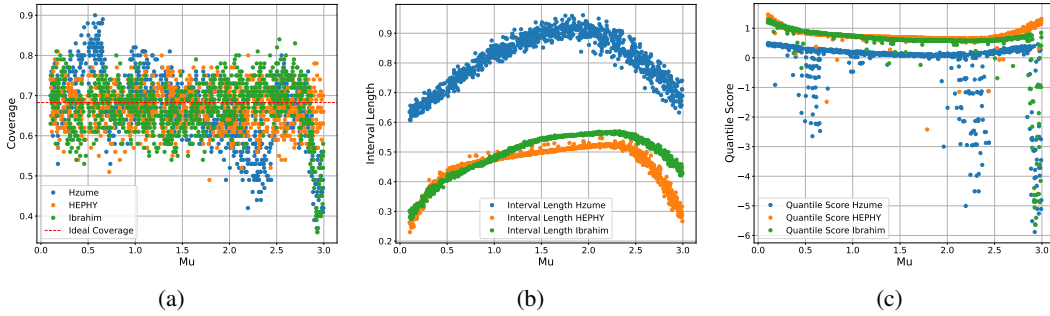 0.9
0.8
0.7
0.6
0.5
0.4
Coverage
Hzume
HEPHY
Ibrahim
Ideal Coverage
0.0 0.5 1.0 1.5 2.0 2.5 3.0
Mu
(a)
0.9
0.8
0.7
0.6
0.5
0.4
0.3
0.2
Interval Length
Interval Length Hzume
Interval Length HEPHY
Interval Length Ibrahim
0.0 0.5 1.0 1.5 2.0 2.5 3.0
Mu
(b)
1
0
−1
−2
−3
−4
−5
−6
Quantile Score
Quantile Score Hzume
Quantile Score HEPHY
Quantile Score Ibrahim
0.0 0.5 1.0 1.5 2.0 2.5 3.0
Mu
(c)